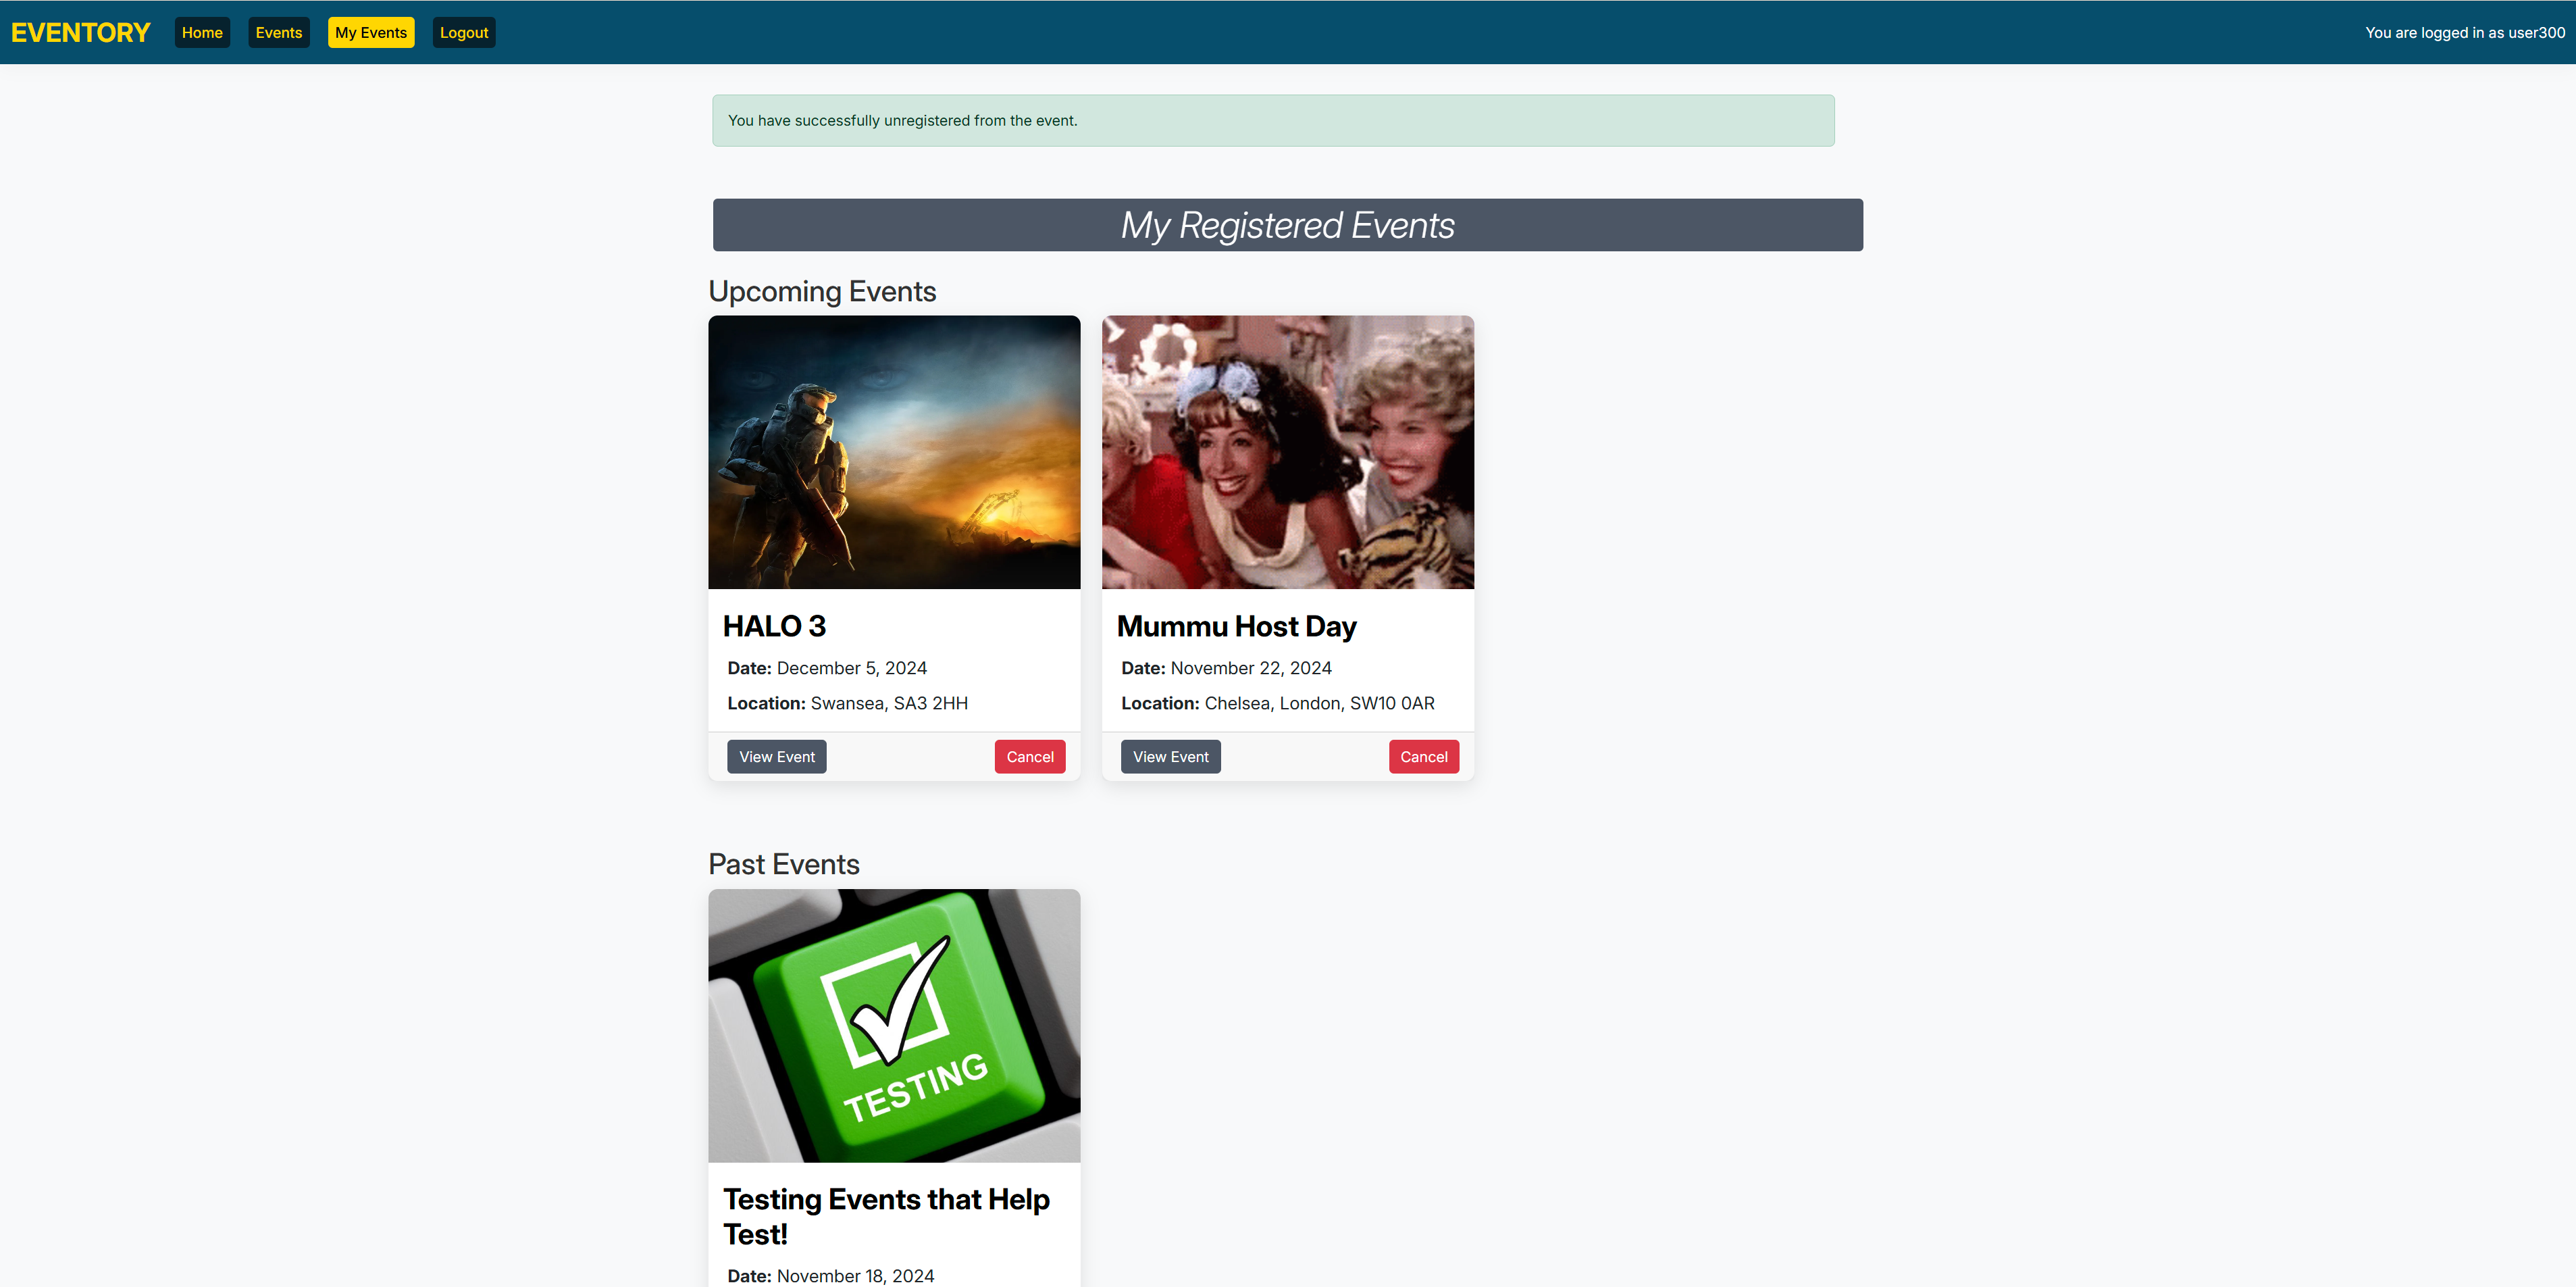 EVENTORY Home Events My Events Logout You are logged in as user300
You have successfully unregistered from the event.
My Registered Events
Upcoming Events
HALO 3
Date: December 5, 2024
Location: Swansea, SA3 2HH
View Event Cancel
Mummu Host Day
Date: November 22, 2024
Location: Chelsea, London, SW10 0AR
View Event Cancel
Past Events
TESTING
Testing Events that Help
Test!
Date: November 18, 2024